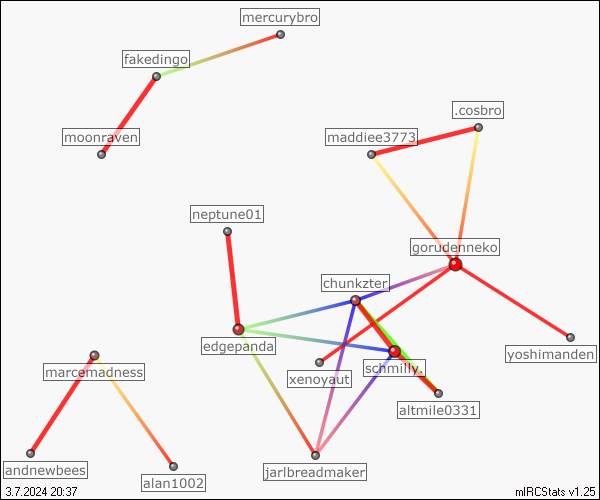 mercurybro
fakedingo
.cosbro
moonraven
maddiee3773
neptune01
gorudenneko
chunkzter
edgepanda
yoshimanden
schmilly.
marcemadness
xenoyaut
altmile0331
andnewbees
jarlbreadmaker
alan1002
3.7.2024 20:37
mIRCStats v1.25